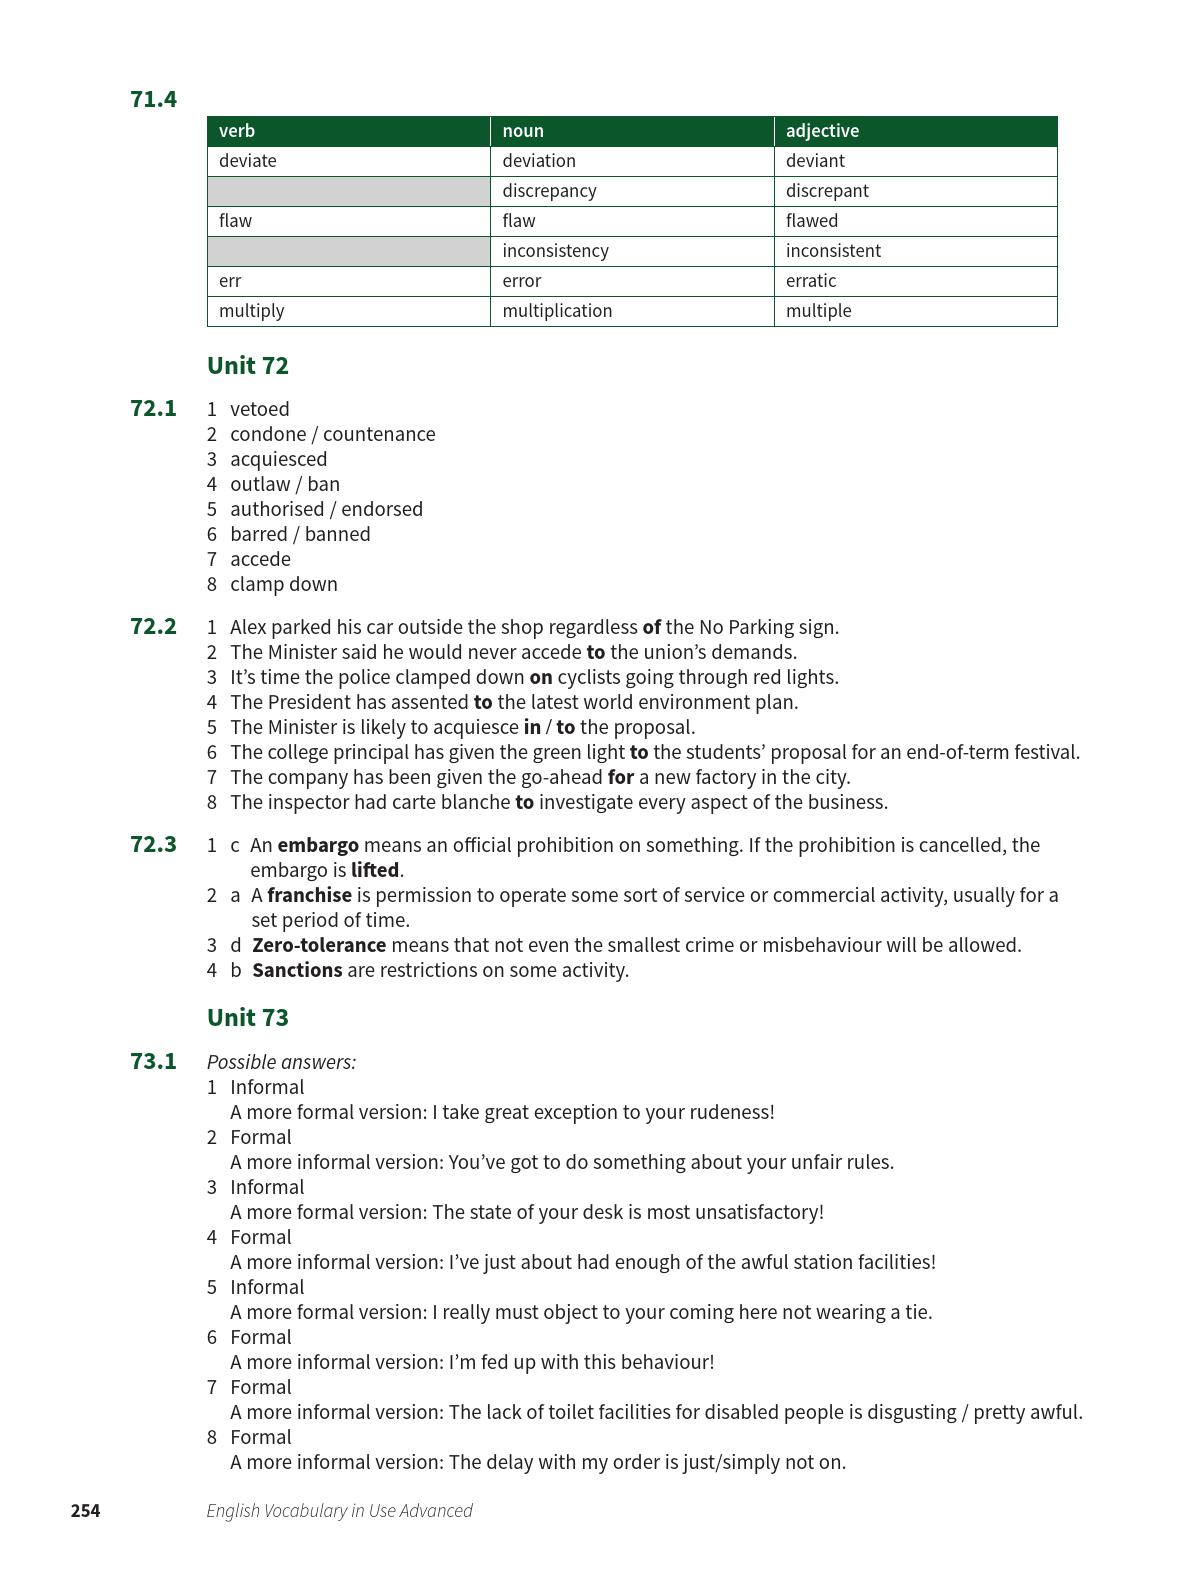 71.4
verb noun adjective
deviate deviation deviant
discrepancy discrepant
flaw flaw flawed
inconsistency inconsistent
err error erratic
multiply multiplication multiple
Unit 72
72.1 1 vetoed
2 condone / countenance
3 acquiesced
4 outlaw / ban
5 authorised / endorsed
6 barred / banned
7 accede
8 clamp down
72.2 1 Alex parked his car outside the shop regardless of the No Parking sign.
2 The Minister said he would never accede to the union’s demands.
3 It’s time the police clamped down on cyclists going through red lights.
4 The President has assented to the latest world environment plan.
5 The Minister is likely to acquiesce in / to the proposal.
6 The college principal has given the green light to the students’ proposal for an end-of-term festival.
7 The company has been given the go-ahead for a new factory in the city.
8 The inspector had carte blanche to investigate every aspect of the business.
72.3 1 c An embargo means an official prohibition on something. If the prohibition is cancelled, the
embargo is lifted.
2 a A franchise is permission to operate some sort of service or commercial activity, usually for a
set period of time.
3 d Zero-tolerance means that not even the smallest crime or misbehaviour will be allowed.
4 b Sanctions are restrictions on some activity.
Unit 73
73.1 Possible answers:
1 Informal
A more formal version: I take great exception to your rudeness!
2 Formal
A more informal version: You’ve got to do something about your unfair rules.
3 Informal
A more formal version: The state of your desk is most unsatisfactory!
4 Formal
A more informal version: I’ve just about had enough of the awful station facilities!
5 Informal
A more formal version: I really must object to your coming here not wearing a tie.
6 Formal
A more informal version: I’m fed up with this behaviour!
7 Formal
A more informal version: The lack of toilet facilities for disabled people is disgusting / pretty awful.
8 Formal
A more informal version: The delay with my order is just/simply not on.
254 English Vocabulary in Use Advanced